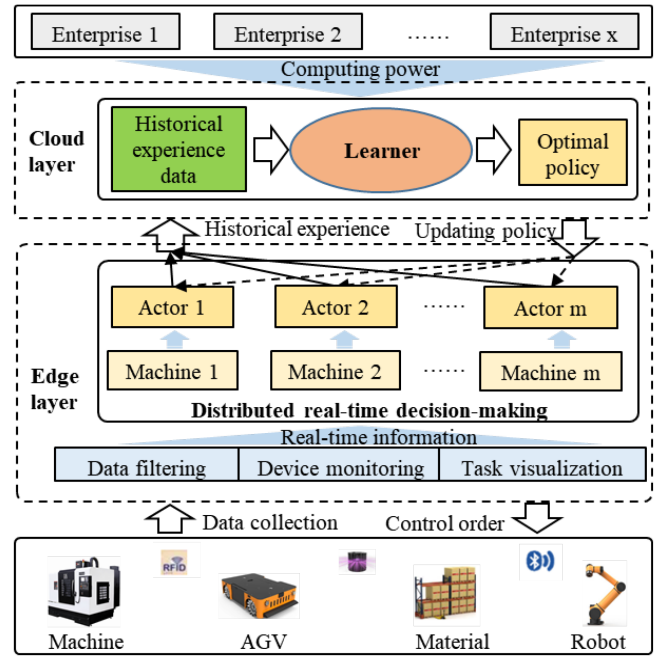 Enterprise 1 Enterprise 2 ...... Enterprise x
Computing power
Cloud layer
Historical experience data
Learner
Optimal policy
Historical experience Updating policy
Edge layer
Actor 1 Actor 2 ...... Actor m
Machine 1 Machine 2 ...... Machine m
Distributed real-time decision-making
Real-time information
Data filtering Device monitoring Task visualization
Data collection Control order
RFID
Machine AGV Material Robot